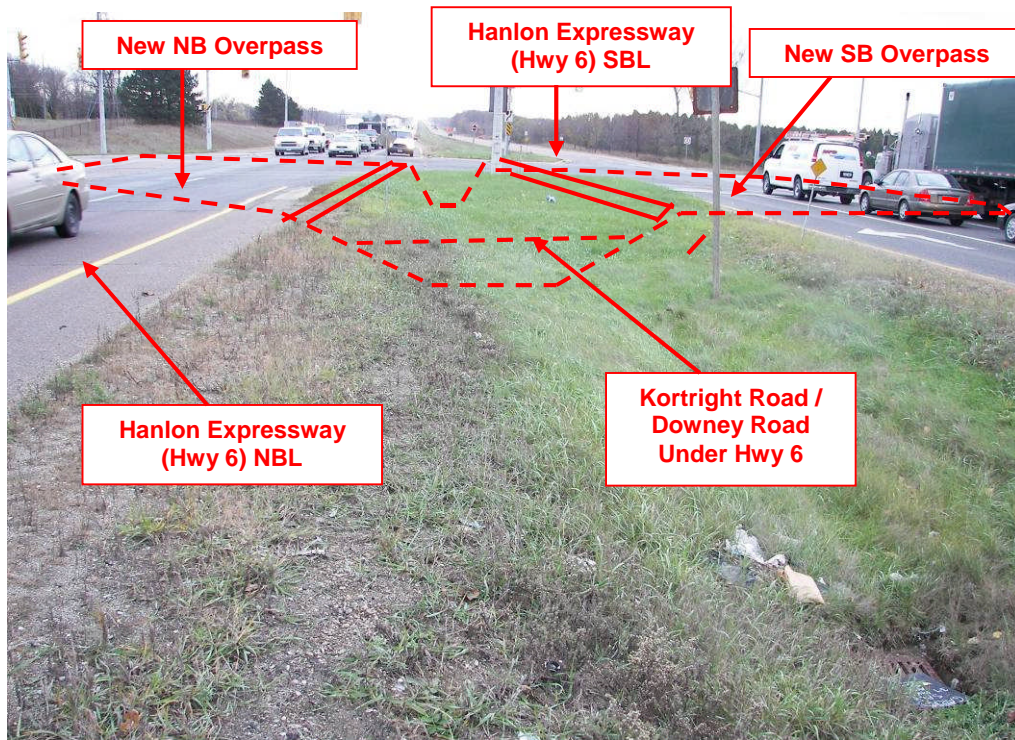 New NB Overpass
Hanlon Expressway
(Hwy 6) SBL
New SB Overpass
Hanlon Expressway
(Hwy 6) NBL
Kortright Road /
Downey Road
Under Hwy 6